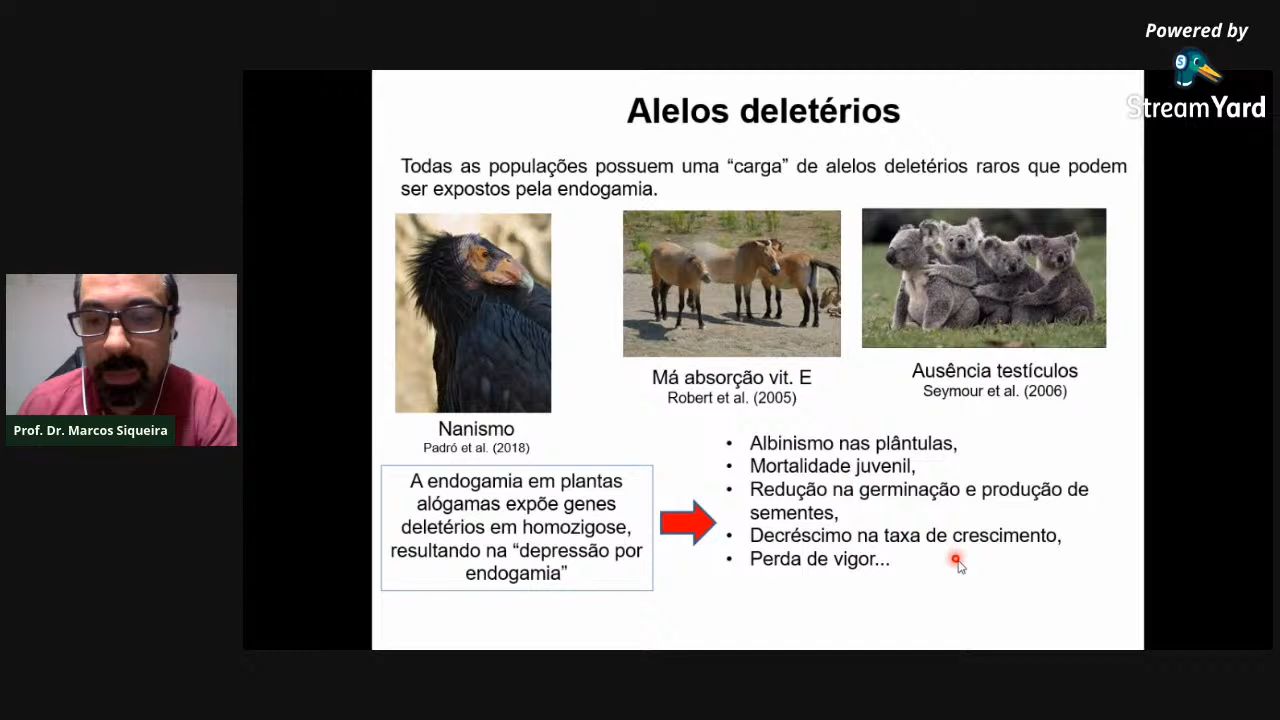 Powered by
StreamYard
Alelos deletérios
Todas as populações possuem uma “carga” de alelos deletérios raros que podem
ser expostos pela endogamia.
Nanismo
Padró et al. (2018)
Má absorção vit. E
Robert et al. (2005)
Ausência testículos
Seymour et al. (2006)
A endogamia em plantas
alógamas expõe genes
deletérios em homozigose,
resultando na “depressão por
endogamia”
• Albinismo nas plântulas,
• Mortalidade juvenil,
• Redução na germinação e produção de
sementes,
• Decréscimo na taxa de crescimento,
• Perda de vigor...
Prof. Dr. Marcos Siqueira